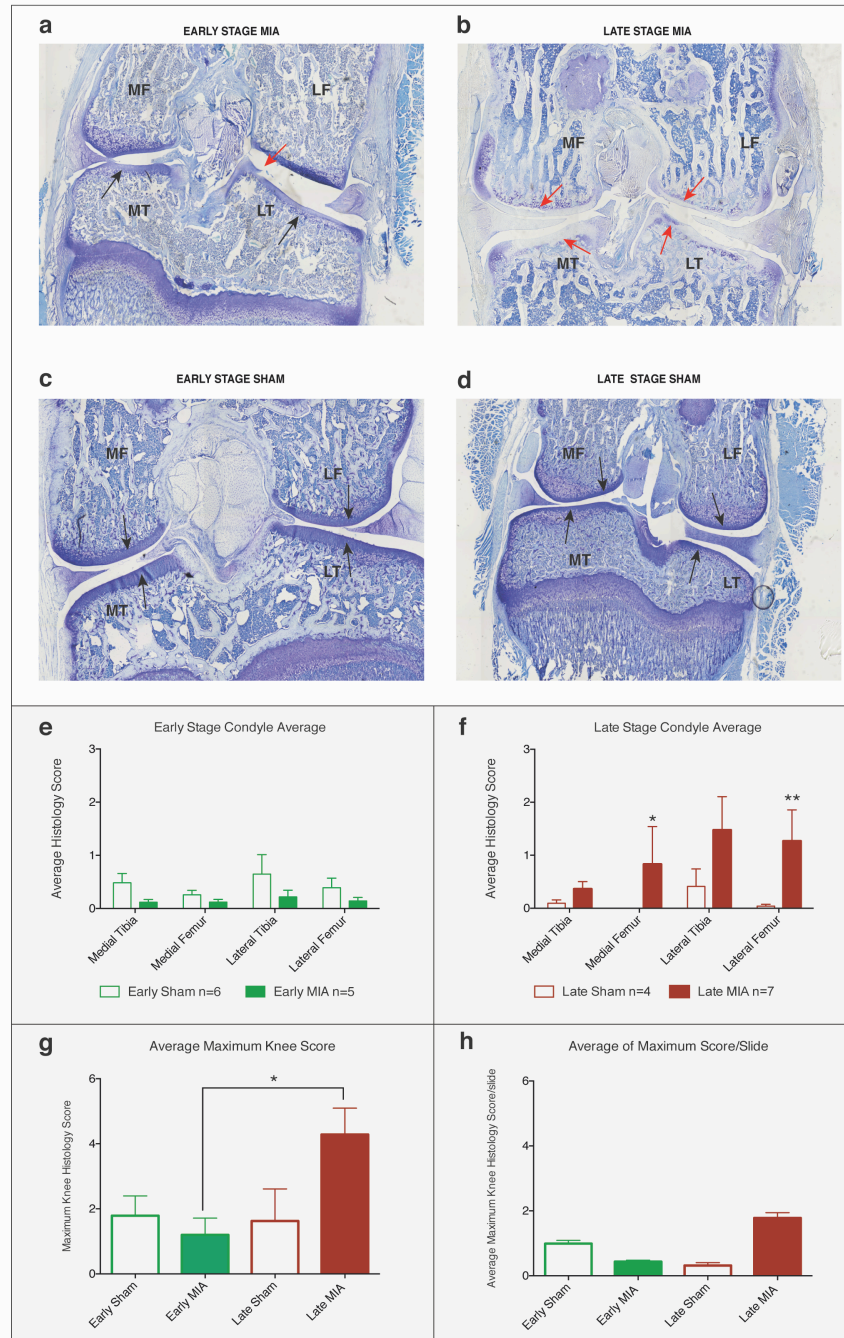 a
EARLY STAGE MIA
MF
LF
MT
LT
b
LATE STAGE MIA
MF
LF
MT
LT
c
EARLY STAGE SHAM
MF
LF
MT
LT
d
LATE STAGE SHAM
MF
LF
MT
LT
e
Early Stage Condyle Average
Average Histology Score
3
2
1
0
Medial Tibia
Medial Femur
Lateral Tibia
Lateral Femur
Early Sham n=6
Early MIA n=5
f
Late Stage Condyle Average
Average Histology Score
3
2
1
0
*
**
Medial Tibia
Medial Femur
Lateral Tibia
Lateral Femur
Late Sham n=4
Late MIA n=7
g
Average Maximum Knee Score
Maximum Knee Histology Score
6
4
2
0
*
Early Sham
Early MIA
Late Sham
Late MIA
h
Average of Maximum Score/Slide
Average Maximum Knee Histology Score/slide
6
4
2
0
Early Sham
Early MIA
Late Sham
Late MIA